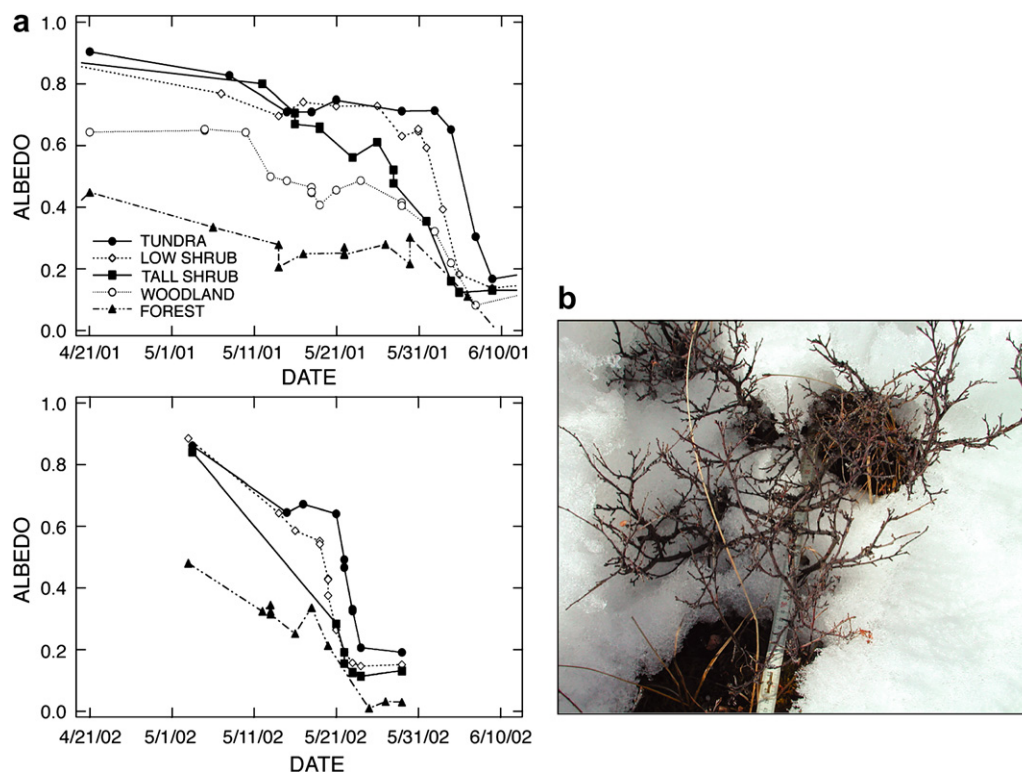 a
1.0
0.8
0.6
0.4
0.2
0.0
ALBEDO
TUNDRA
LOW SHRUB
TALL SHRUB
WOODLAND
FOREST
4/21/01 5/1/01 5/11/01 5/21/01 5/31/01 6/10/01
DATE
1.0
0.8
0.6
0.4
0.2
0.0
ALBEDO
4/21/02 5/1/02 5/11/02 5/21/02 5/31/02 6/10/02
DATE
b